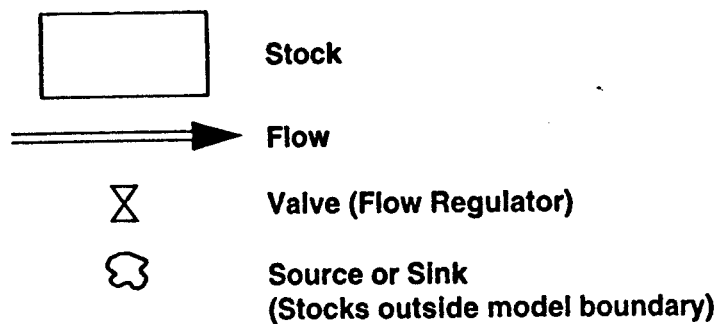 Stock
Flow
Valve (Flow Regulator)
Source or Sink
(Stocks outside model boundary)